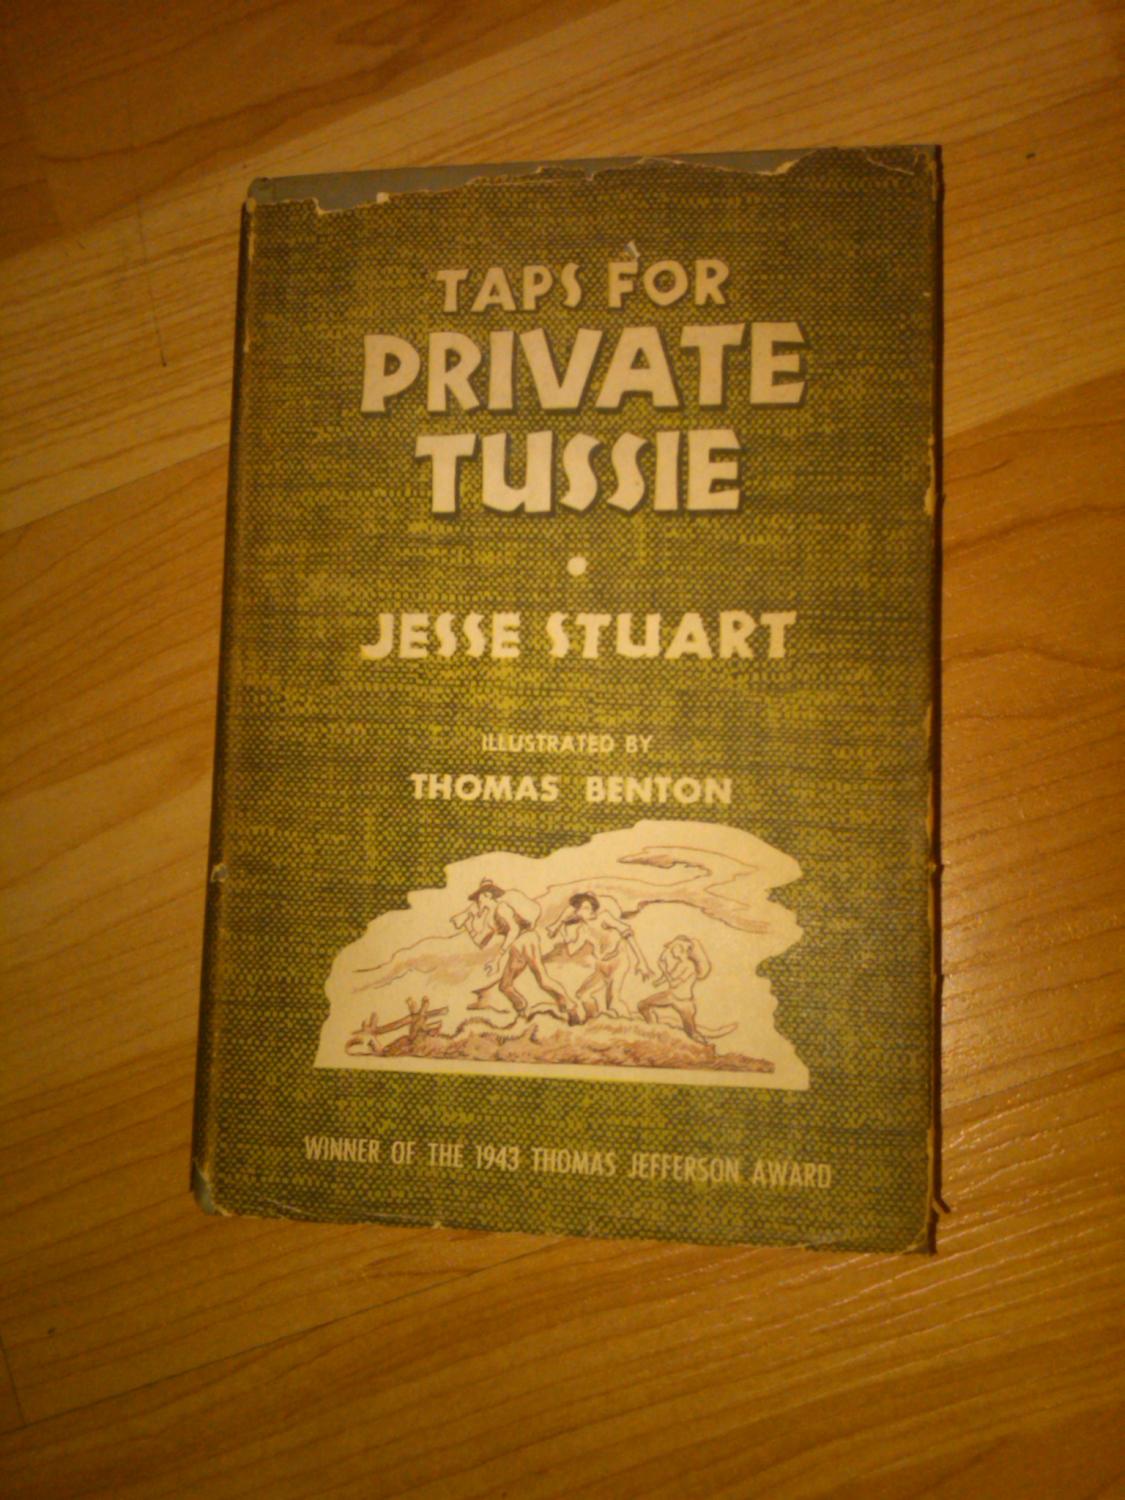 TAPS FOR
PRIVATE
TUSSIE
•
JESSE STUART
ILLUSTRATED BY
THOMAS BENTON
WINNER OF THE 1943 THOMAS JEFFERSON AWARD